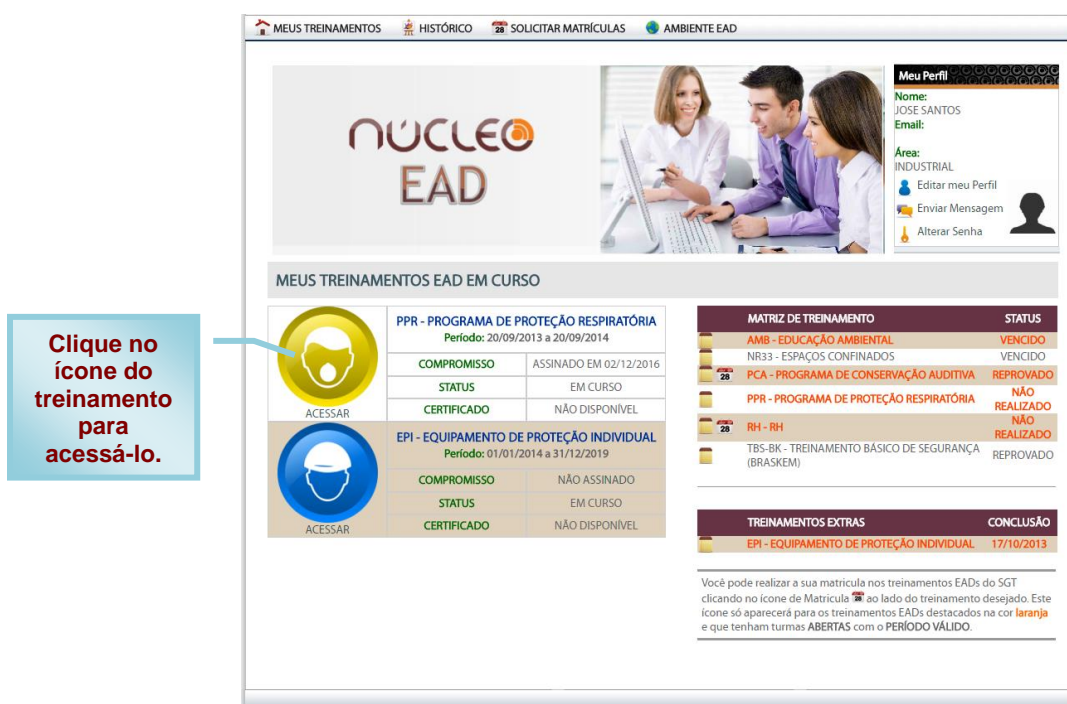 MEUS TREINAMENTOS
HISTÓRICO
28 SOLICITAR MATRÍCULAS
AMBIENTE EAD
NÚCLEO
EAD
Meu Perfil
Nome:
JOSE SANTOS
Email:
Área:
INDUSTRIAL
Editar meu Perfil
Enviar Mensagem
Alterar Senha
MEUS TREINAMENTOS EAD EM CURSO
Clique no
ícone do
treinamento
para
acessá-lo.
ACESSAR
PPR - PROGRAMA DE PROTEÇÃO RESPIRATÓRIA
Período: 20/09/2013 a 20/09/2014
COMPROMISSO ASSINADO EM 02/12/2016
STATUS EM CURSO
CERTIFICADO NÃO DISPONÍVEL
ACESSAR
EPI - EQUIPAMENTO DE PROTEÇÃO INDIVIDUAL
Período: 01/01/2014 a 31/12/2019
COMPROMISSO NÃO ASSINADO
STATUS EM CURSO
CERTIFICADO NÃO DISPONÍVEL
MATRIZ DE TREINAMENTO STATUS
AMB - EDUCAÇÃO AMBIENTAL VENCIDO
NR33 - ESPAÇOS CONFINADOS VENCIDO
28 PCA - PROGRAMA DE CONSERVAÇÃO AUDITIVA REPROVADO
PPR - PROGRAMA DE PROTEÇÃO RESPIRATÓRIA NÃO
REALIZADO
28 RH - RH NÃO
REALIZADO
TBS-BK - TREINAMENTO BÁSICO DE SEGURANÇA
(BRASKEM) REPROVADO
TREINAMENTOS EXTRAS CONCLUSÃO
EPI - EQUIPAMENTO DE PROTEÇÃO INDIVIDUAL 17/10/2013
Você pode realizar a sua matricula nos treinamentos EADs do SGT
clicando no ícone de Matricula 28 ao lado do treinamento desejado. Este
ícone só aparecerá para os treinamentos EADs destacados na cor laranja
e que tenham turmas ABERTAS com o PERÍODO VÁLIDO.